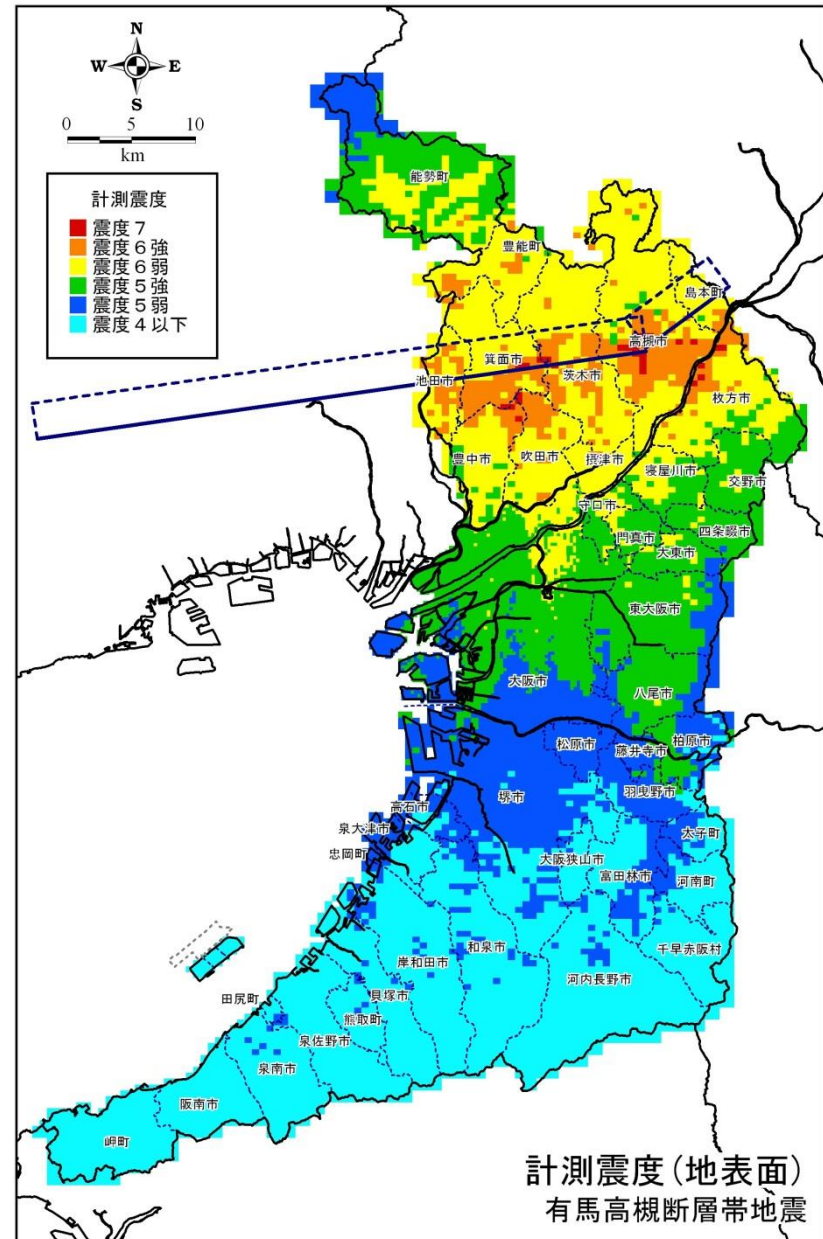 N
W E
S
0 5 10
km
計測震度
震度7
震度6強
震度6弱
震度5強
震度5弱
震度4以下
能勢町
豊能町
島本町
高槻市
箕面市
茨木市
池田市
枚方市
豊中市
吹田市
摂津市
寝屋川市
交野市
守口市
門真市
四条畷市
大東市
東大阪市
大阪市
八尾市
柏原市
松原市
藤井寺市
堺市
羽曳野市
高石市
泉大津市
太子町
忠岡町
大阪狭山市
富田林市
河南町
岸和田市
和泉市
千早赤阪村
河内長野市
貝塚市
田尻町
熊取町
泉佐野市
泉南市
阪南市
岬町
計測震度(地表面)
有馬高槻断層帯地震